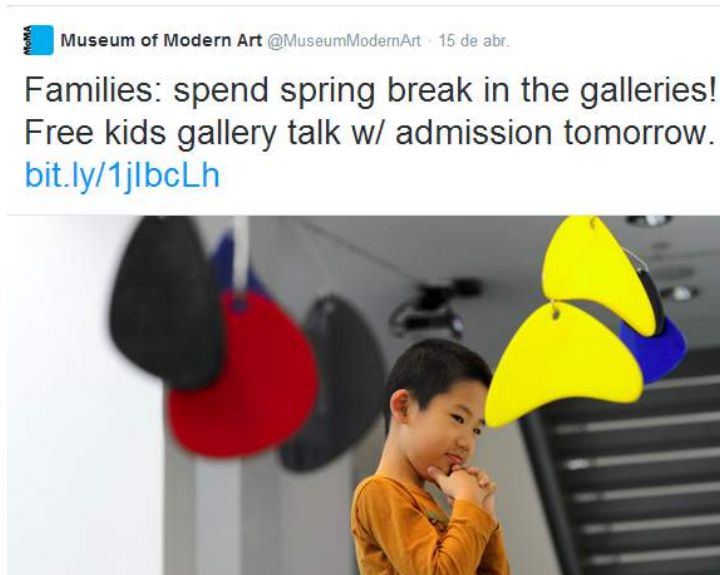 MoMA
Museum of Modern Art @MuseumModernArt · 15 de abr.
Families: spend spring break in the galleries!
Free kids gallery talk w/ admission tomorrow.
bit.ly/1jIbcLh